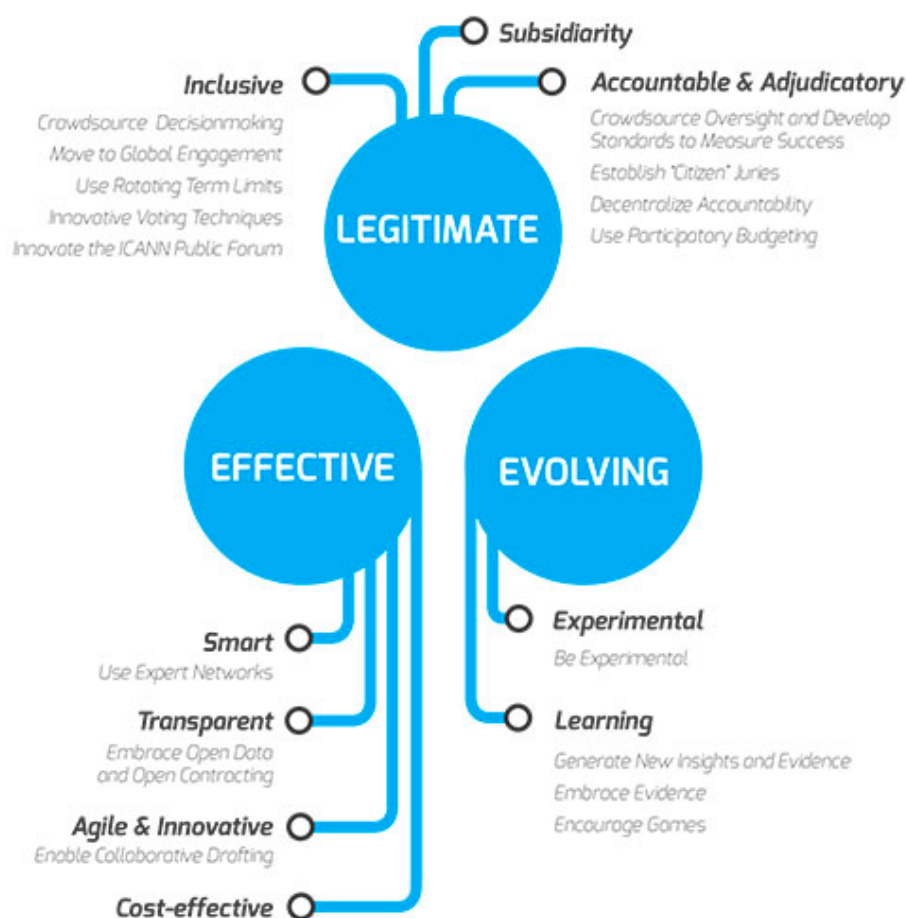 Subsidiarity
Inclusive
Crowdsource Decisionmaking
Move to Global Engagement
Use Rotating Term Limits
Innovative Voting Techniques
Innovate the ICANN Public Forum
Accountable & Adjudicatory
Crowdsource Oversight and Develop
Standards to Measure Success
Establish "Citizen" Juries
Decentralize Accountability
Use Participatory Budgeting
LEGITIMATE
EFFECTIVE
EVOLVING
Smart
Use Expert Networks
Transparent
Embrace Open Data
and Open Contracting
Agile & Innovative
Enable Collaborative Drafting
Cost-effective
Experimental
Be Experimental
Learning
Generate New Insights and Evidence
Embrace Evidence
Encourage Games